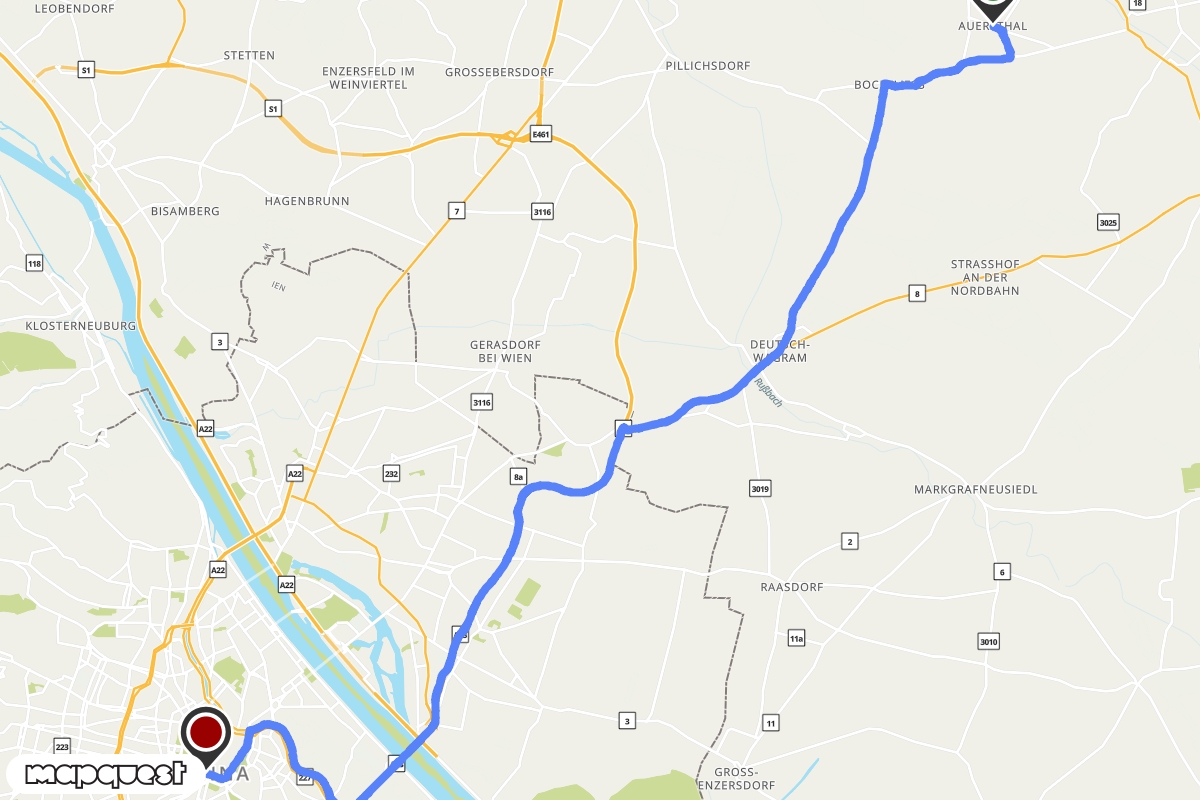 LEOBENDORF
18
AUERSTHAL
STETTEN
S1
ENZERSFELD IM
WEINVIERTEL
GROSSEBERSDORF
PILLICHSDORF
S1
E461
HAGENBRUNN
BISAMBERG
7
3116
3025
118
W
IEN
STRASSHOF
AN DER
NORDBAHN
8
KLOSTERNEUBURG
3
GERASDORF
BEI WIEN
DEUTSCH-
WAGRAM
Rußbach
3116
A22
A22
232
8a
3019
MARKGRAFNEUSIEDL
2
A22
A22
6
RAASDORF
11a
3010
3
11
223
227
GROSS-
ENZERSDORF
mapquest